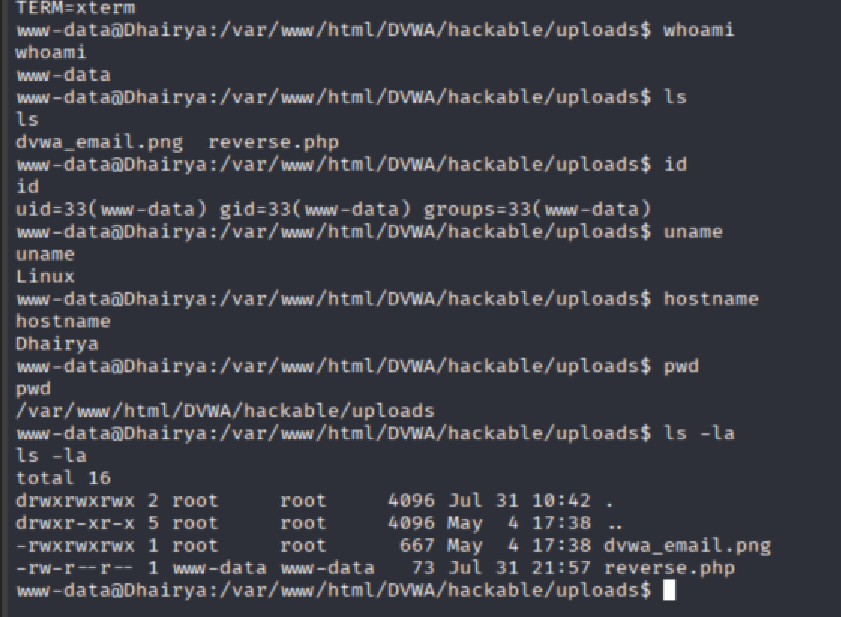 TERM=xterm
www-data@Dhairya:/var/www/html/DVWA/hackable/uploads$ whoami
whoami
www-data
www-data@Dhairya:/var/www/html/DVWA/hackable/uploads$ ls
ls
dvwa_email.png  reverse.php
www-data@Dhairya:/var/www/html/DVWA/hackable/uploads$ id
id
uid=33(www-data) gid=33(www-data) groups=33(www-data)
www-data@Dhairya:/var/www/html/DVWA/hackable/uploads$ uname
uname
Linux
www-data@Dhairya:/var/www/html/DVWA/hackable/uploads$ hostname
hostname
Dhairya
www-data@Dhairya:/var/www/html/DVWA/hackable/uploads$ pwd
pwd
/var/www/html/DVWA/hackable/uploads
www-data@Dhairya:/var/www/html/DVWA/hackable/uploads$ ls -la
ls -la
total 16
drwxrwxrwx 2 root     root     4096 Jul 31 10:42 .
drwxr-xr-x 5 root     root     4096 May  4 17:38 ..
-rwxrwxrwx 1 root     root      667 May  4 17:38 dvwa_email.png
-rw-r--r-- 1 www-data www-data   73 Jul 31 21:57 reverse.php
www-data@Dhairya:/var/www/html/DVWA/hackable/uploads$